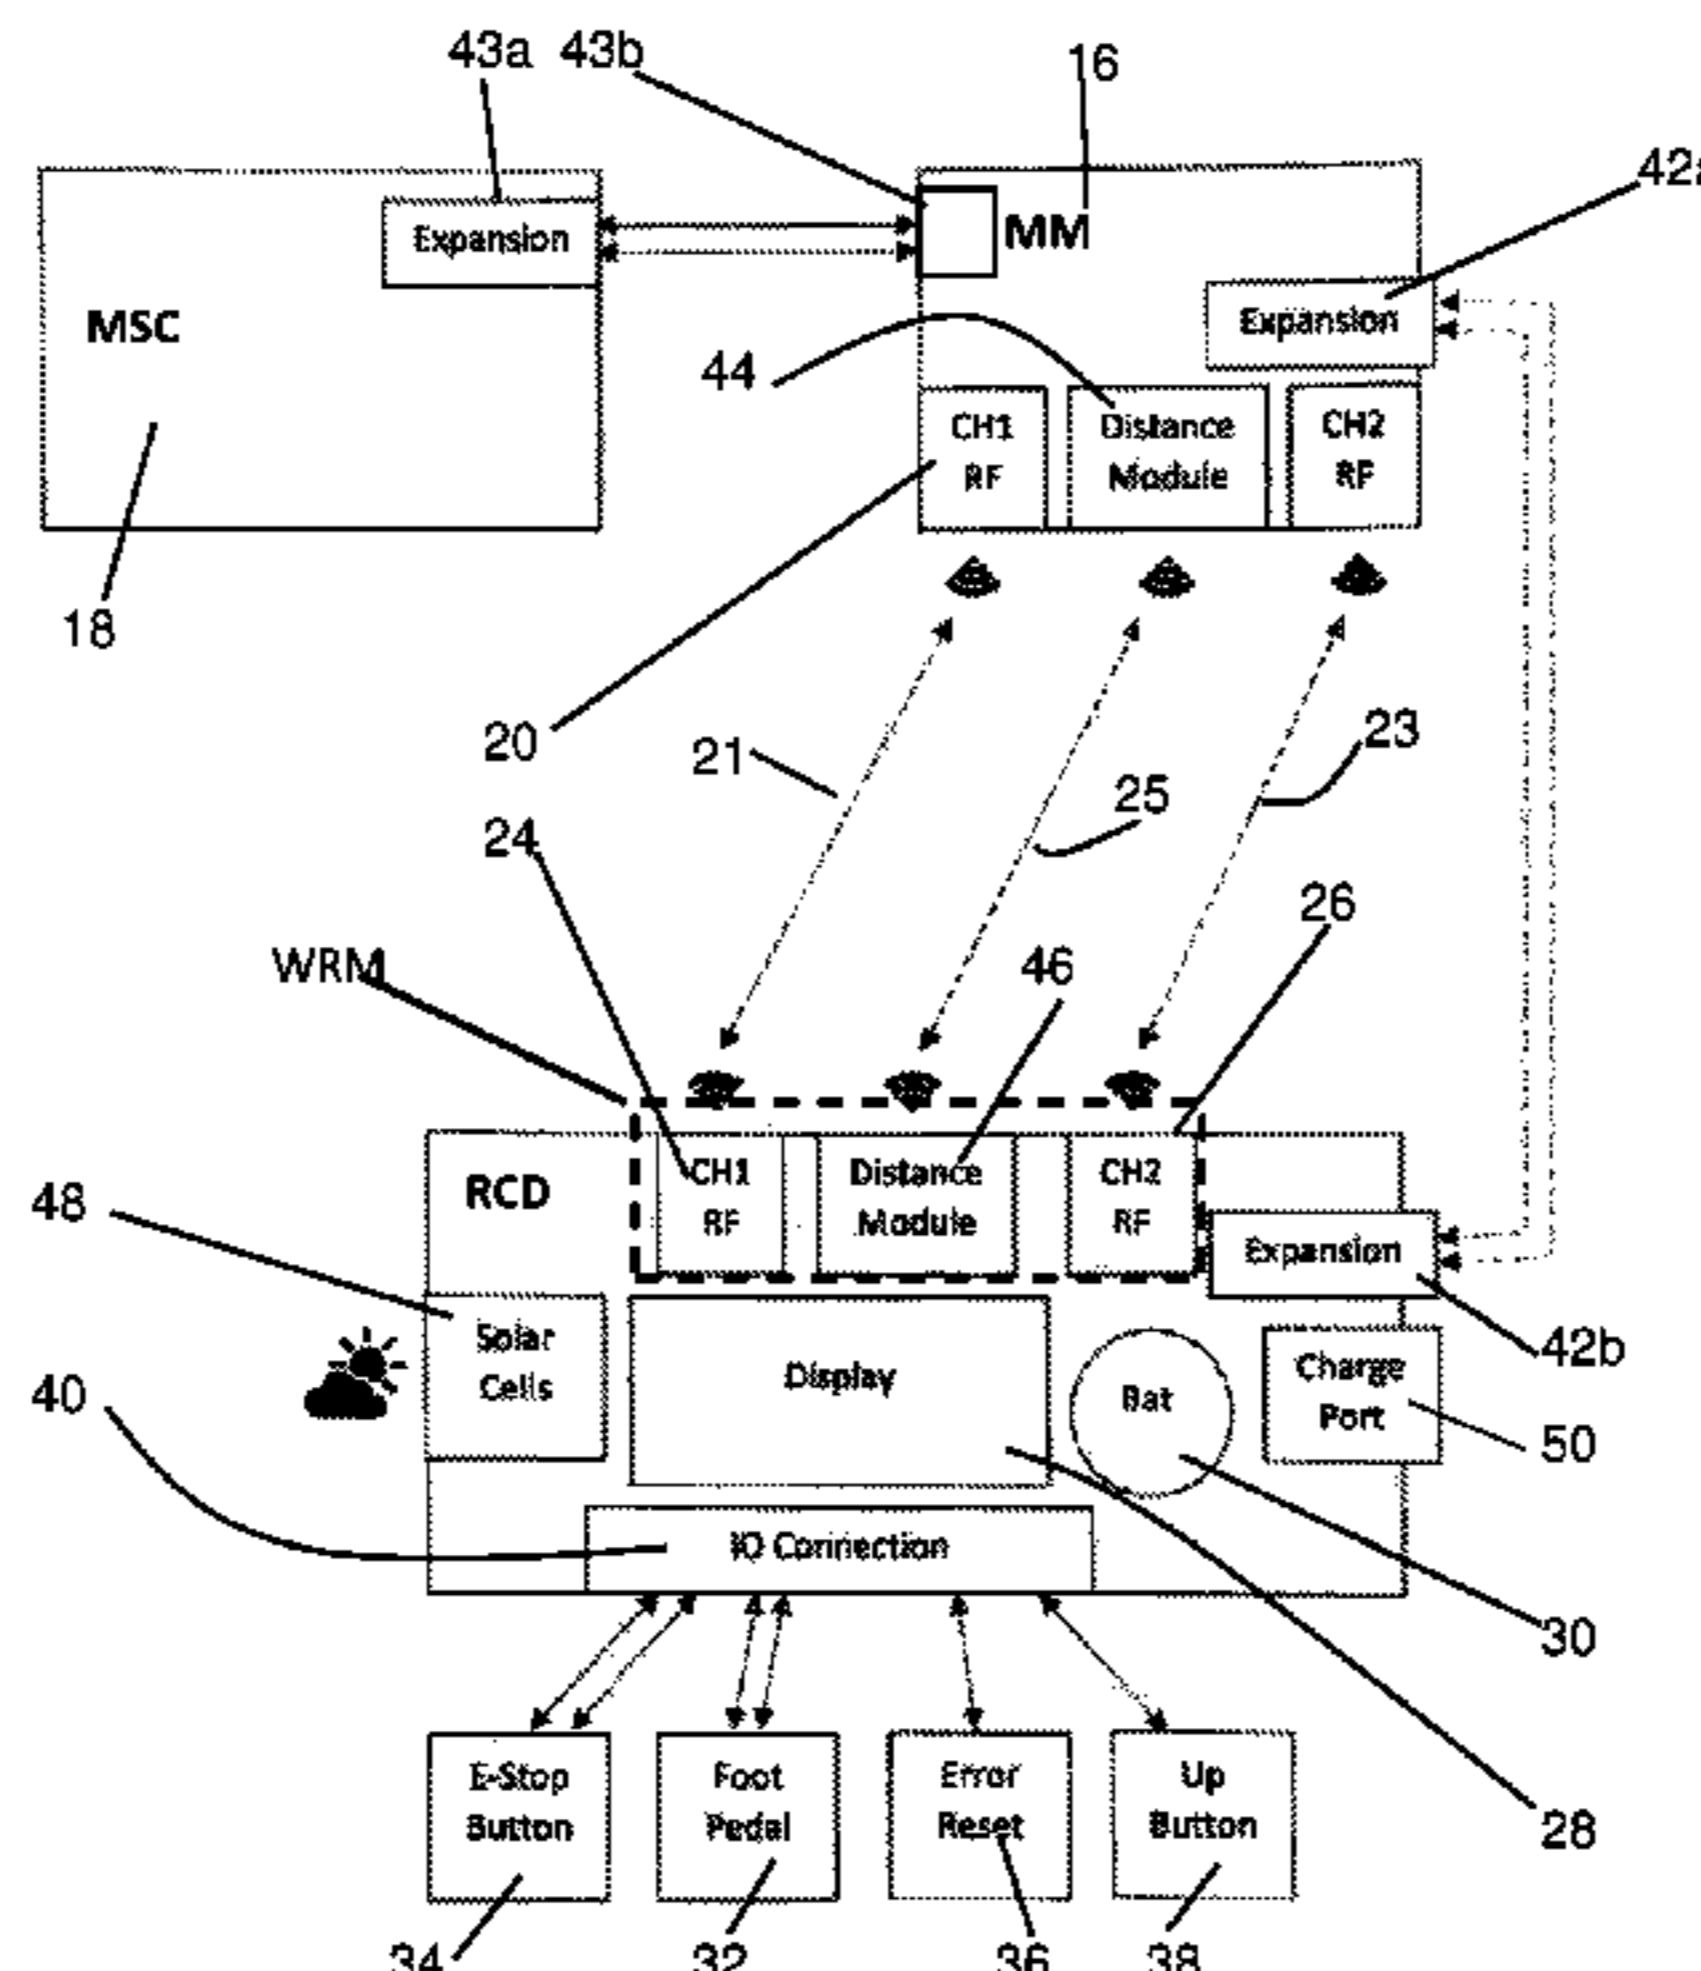 43a 43b 16
42a
Expansion
MM
MSC
Expansion
44
CH1
RF
Distance
Module
CH2
RF
18
20
21
23
25
24
26
WRM
46
RCD
CH1
RF
Distance
Module
CH2
RF
48
Expansion
Solar
Cells
Display
Bat
Charge
Port
42b
40
50
IO Connection
30
E-Stop
Button
Foot
Pedal
Error
Reset
Up
Button
28
34
32
36
38